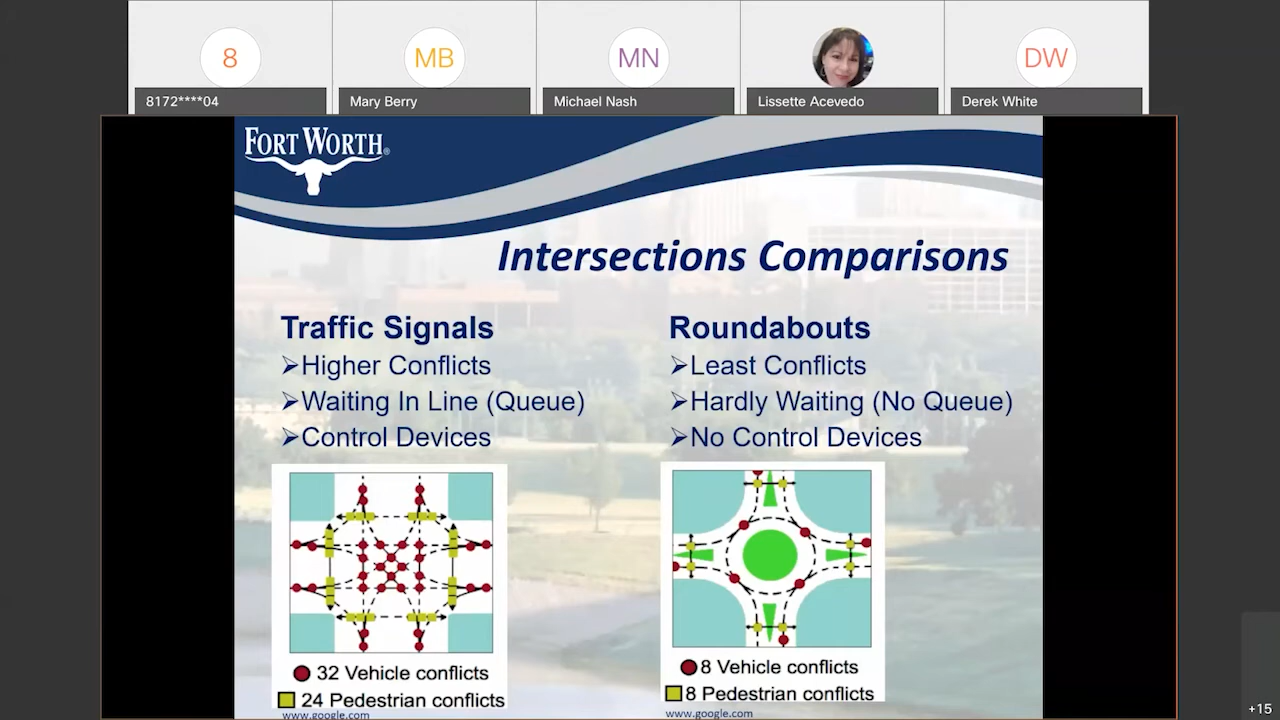 8
MB
MN
DW
8172****04
Mary Berry
Michael Nash
Lissette Acevedo
Derek White
FORT WORTH®
Intersections Comparisons
Traffic Signals
➢Higher Conflicts
➢Waiting In Line (Queue)
➢Control Devices
32 Vehicle conflicts
24 Pedestrian conflicts
www.google.com
Roundabouts
➢Least Conflicts
➢Hardly Waiting (No Queue)
➢No Control Devices
8 Vehicle conflicts
8 Pedestrian conflicts
www.google.com
+15